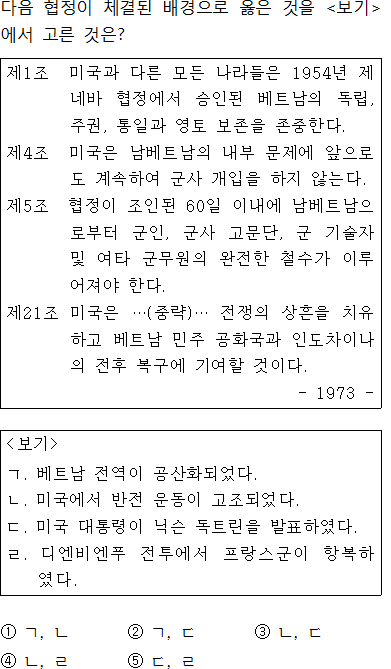 다음 협정이 체결된 배경으로 옳은 것을 <보기>
에서 고른 것은?
제1조 미국과 다른 모든 나라들은 1954년 제
네바 협정에서 승인된 베트남의 독립,
주권, 통일과 영토 보존을 존중한다.
제4조 미국은 남베트남의 내부 문제에 앞으로
도 계속하여 군사 개입을 하지 않는다.
제5조 협정이 조인된 60일 이내에 남베트남으
로부터 군인, 군사 고문단, 군 기술자
및 여타 군무원의 완전한 철수가 이루
어져야 한다.
제21조 미국은 …(중략)… 전쟁의 상흔을 치유
하고 베트남 민주 공화국과 인도차이나
의 전후 복구에 기여할 것이다.
- 1973 -
<보기>
ㄱ. 베트남 전역이 공산화되었다.
ㄴ. 미국에서 반전 운동이 고조되었다.
ㄷ. 미국 대통령이 닉슨 독트린을 발표하였다.
ㄹ. 디엔비엔푸 전투에서 프랑스군이 항복하
였다.
① ㄱ, ㄴ ② ㄱ, ㄷ ③ ㄴ, ㄷ
④ ㄴ, ㄹ ⑤ ㄷ, ㄹ